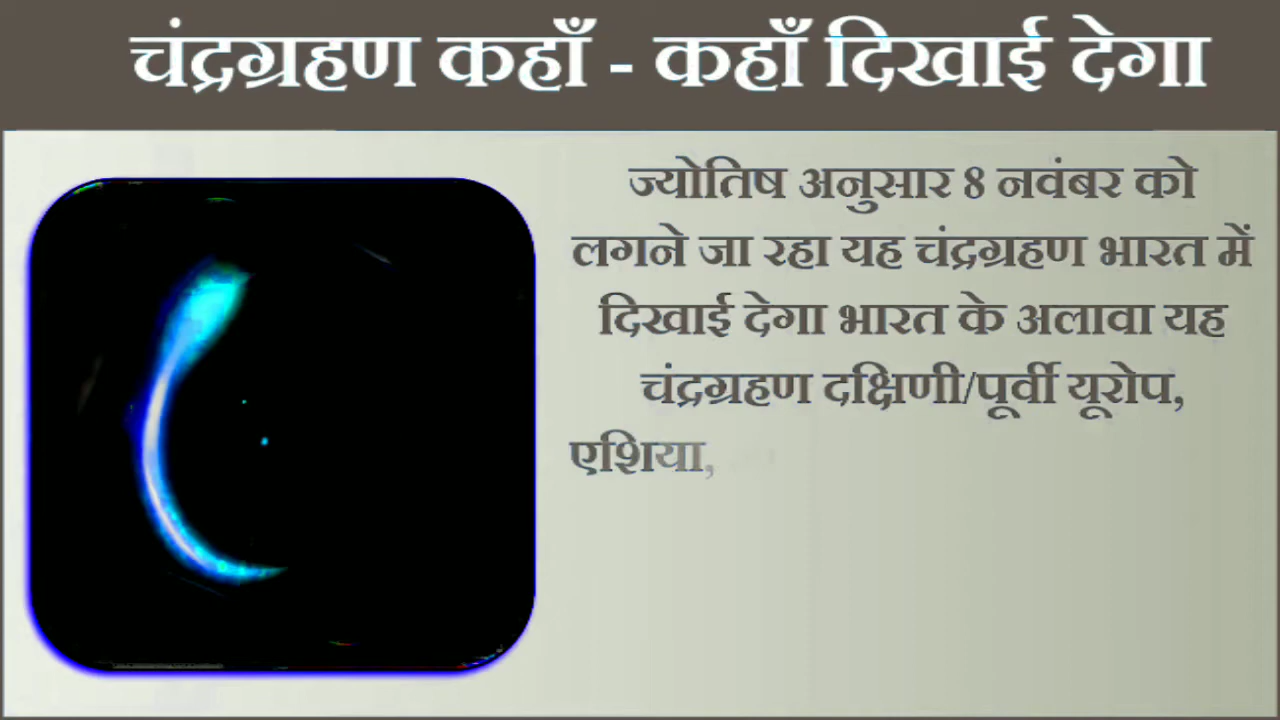 चंद्रग्रहण कहाँ - कहाँ दिखाई देगा
ज्योतिष अनुसार 8 नवंबर को
लगने जा रहा यह चंद्रग्रहण भारत में
दिखाई देगा भारत के अलावा यह
चंद्रग्रहण दक्षिणी/पूर्वी यूरोप,
एशिया,